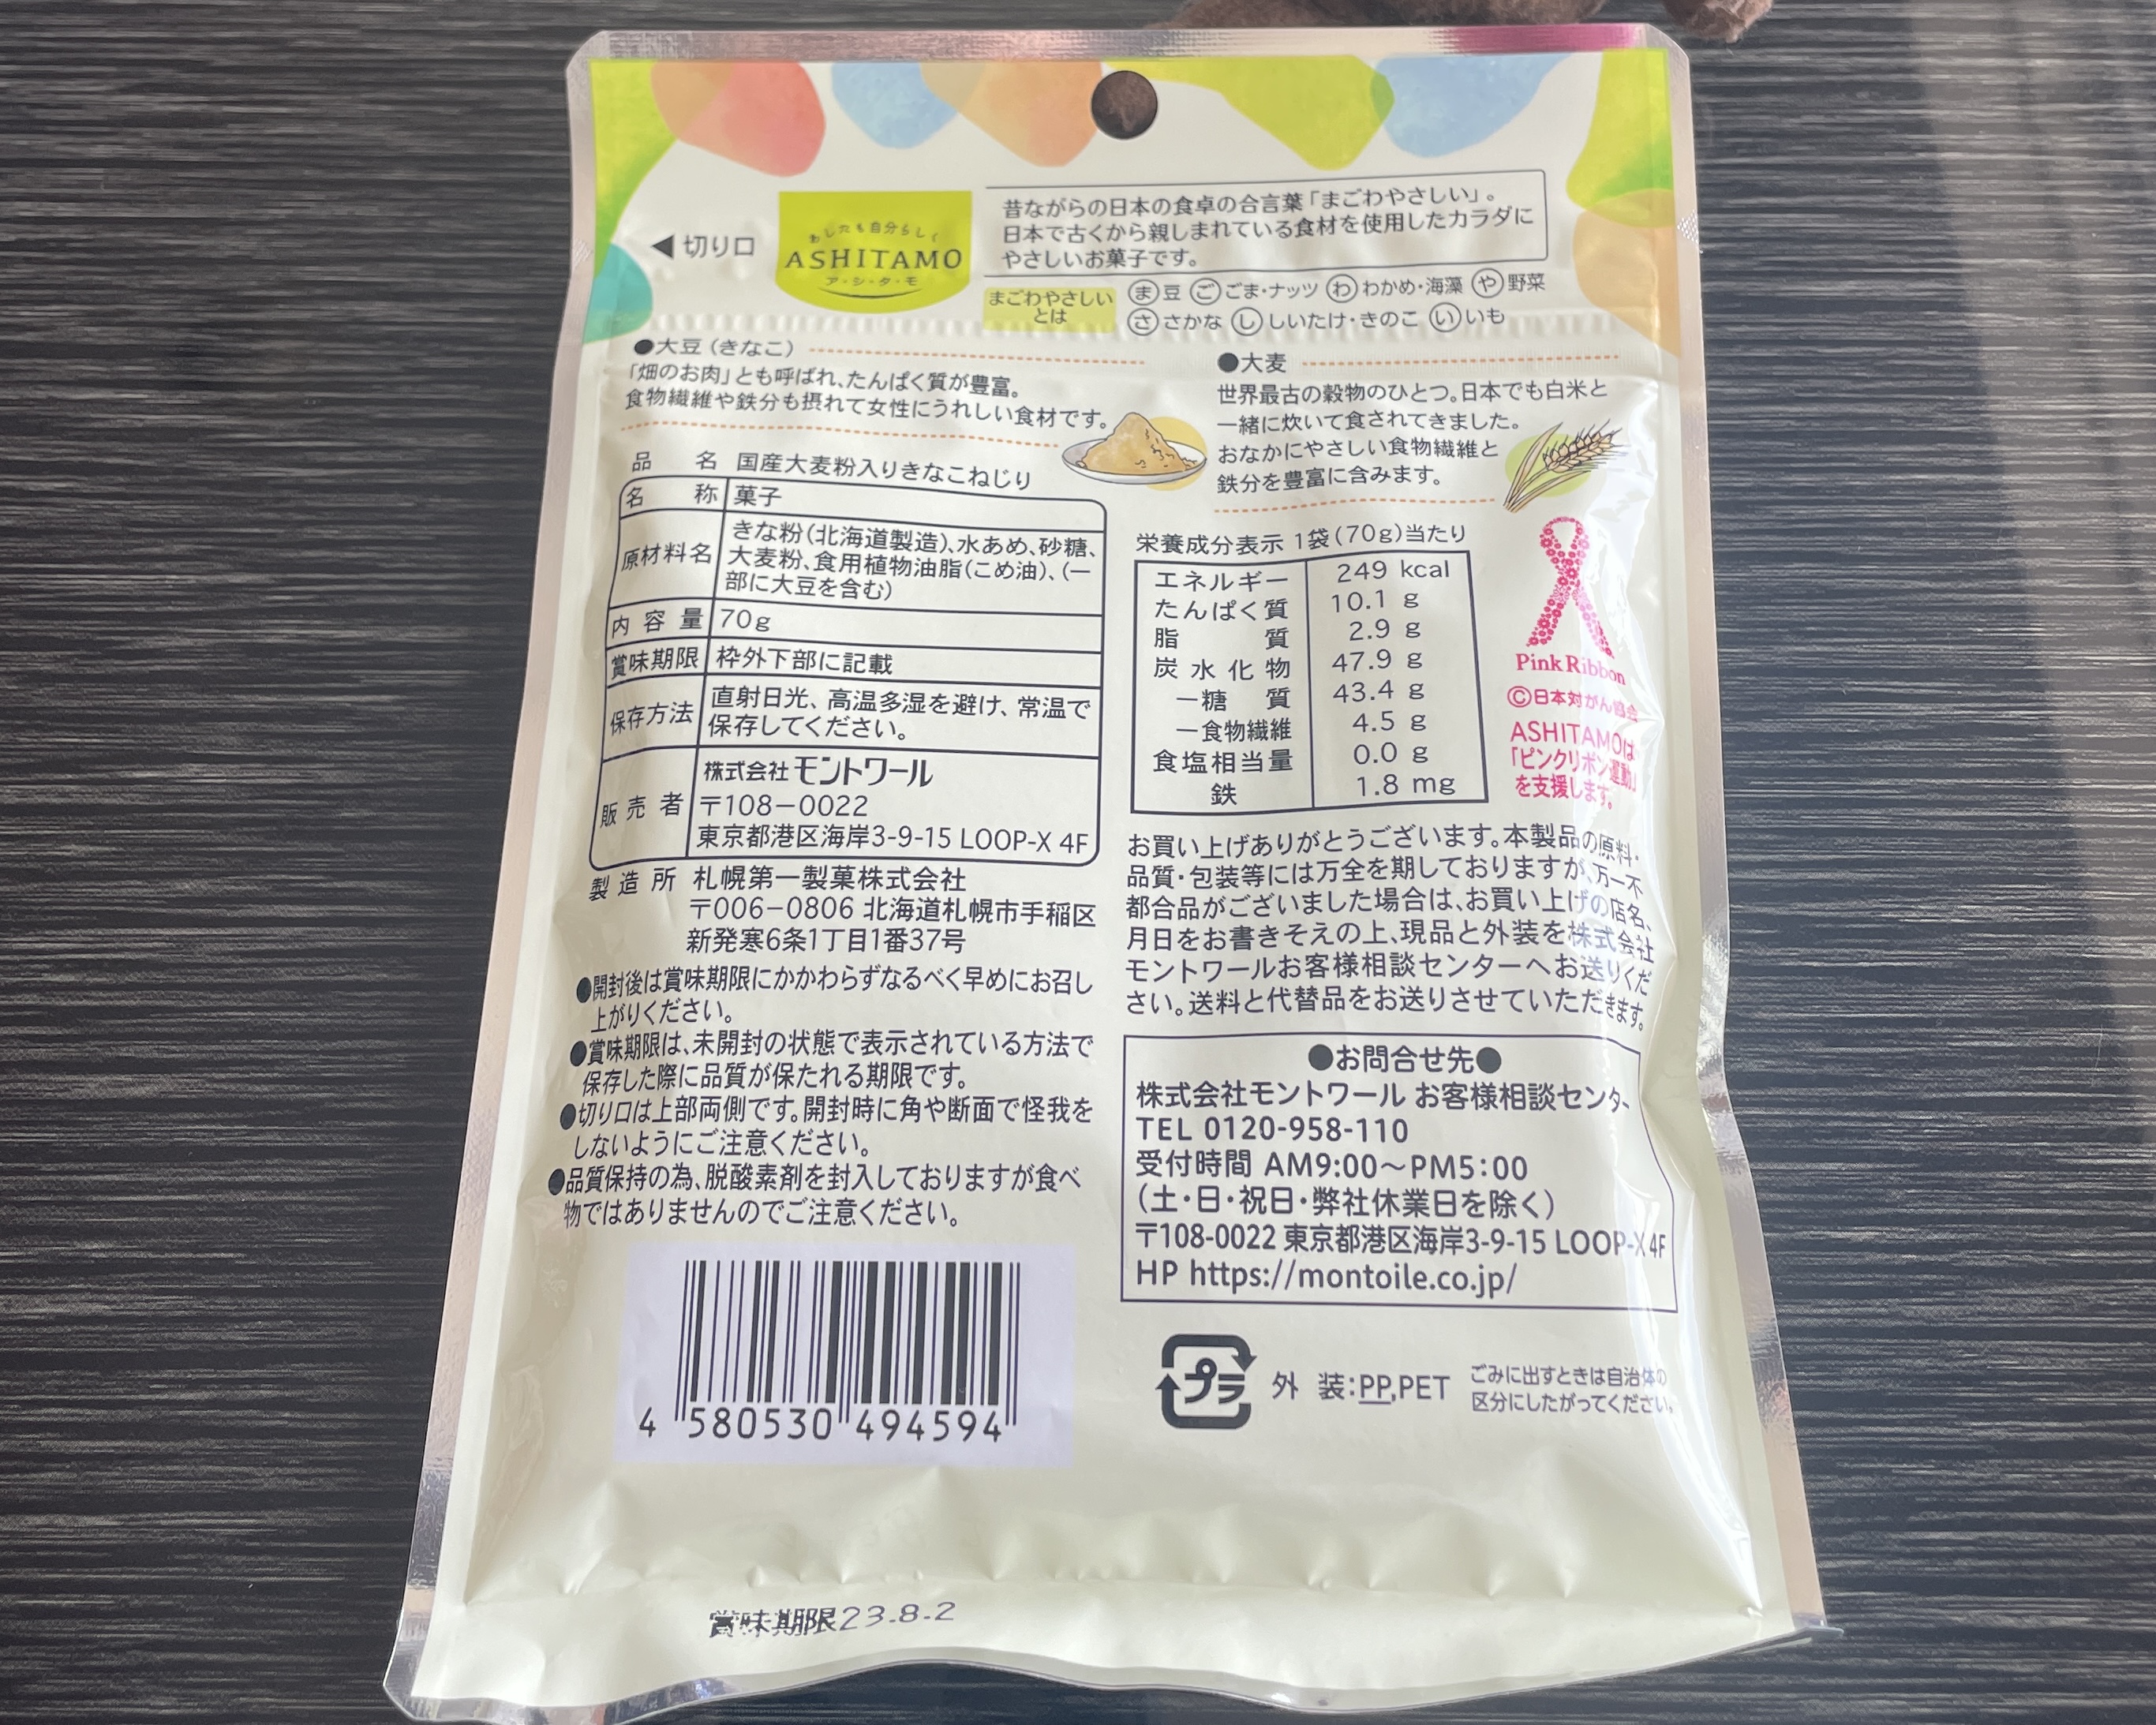 ◀切り口
あしたも自分らしく
ASHITAMO
ア・シ・タ・モ
昔ながらの日本の食卓の合言葉「まごわやさしい」。
日本で古くから親しまれている食材を使用したカラダに
やさしいお菓子です。
まごわやさしい
とは
ま豆 ごごま・ナッツ わわかめ・海藻 や野菜
ささかな ししいたけ・きのこ いいも
●大豆(きなこ)
「畑のお肉」とも呼ばれ、たんぱく質が豊富。
食物繊維や鉄分も摂れて女性にうれしい食材です。
●大麦
世界最古の穀物のひとつ。日本でも白米と
一緒に炊いて食されてきました。
おなかにやさしい食物繊維と
鉄分を豊富に含みます。
品 名 国産大麦粉入りきなこねじり
名 称 菓子
原材料名 きな粉(北海道製造)、水あめ、砂糖、
大麦粉、食用植物油脂(こめ油)、(一
部に大豆を含む)
内容量 70g
賞味期限 枠外下部に記載
保存方法 直射日光、高温多湿を避け、常温で
保存してください。
販売者 株式会社モントワール
〒108-0022
東京都港区海岸3-9-15 LOOP-X 4F
製造所 札幌第一製菓株式会社
〒006-0806 北海道札幌市手稲区
新発寒6条1丁目1番37号
●開封後は賞味期限にかかわらずなるべく早めにお召し
上がりください。
●賞味期限は、未開封の状態で表示されている方法で
保存した際に品質が保たれる期限です。
●切り口は上部両側です。開封時に角や断面で怪我を
しないようにご注意ください。
●品質保持の為、脱酸素剤を封入しておりますが食べ
物ではありませんのでご注意ください。
4 580530 494594
栄養成分表示 1袋(70g)当たり
エネルギー 249 kcal
たんぱく質 10.1 g
脂質 2.9 g
炭水化物 47.9 g
ー糖質 43.4 g
ー食物繊維 4.5 g
食塩相当量 0.0 g
鉄 1.8 mg
Pink Ribbon
©日本対がん協会
ASHITAMOは
「ピンクリボン運動」
を支援します。
お買い上げありがとうございます。本製品の原料・
品質・包装等には万全を期しておりますが、万一不
都合品がございました場合は、お買い上げの店名、
月日をお書きそえの上、現品と外装を株式会社
モントワールお客様相談センターへお送りくだ
さい。送料と代替品をお送りさせていただきます。
●お問合せ先●
株式会社モントワール お客様相談センター
TEL 0120-958-110
受付時間 AM9:00〜PM5:00
(土・日・祝日・弊社休業日を除く)
〒108-0022 東京都港区海岸3-9-15 LOOP-X 4F
HP https://montoile.co.jp/
プラ 外 装:PP,PET
ごみに出すときは自治体の
区分にしたがってください。
賞味期限23.8.2